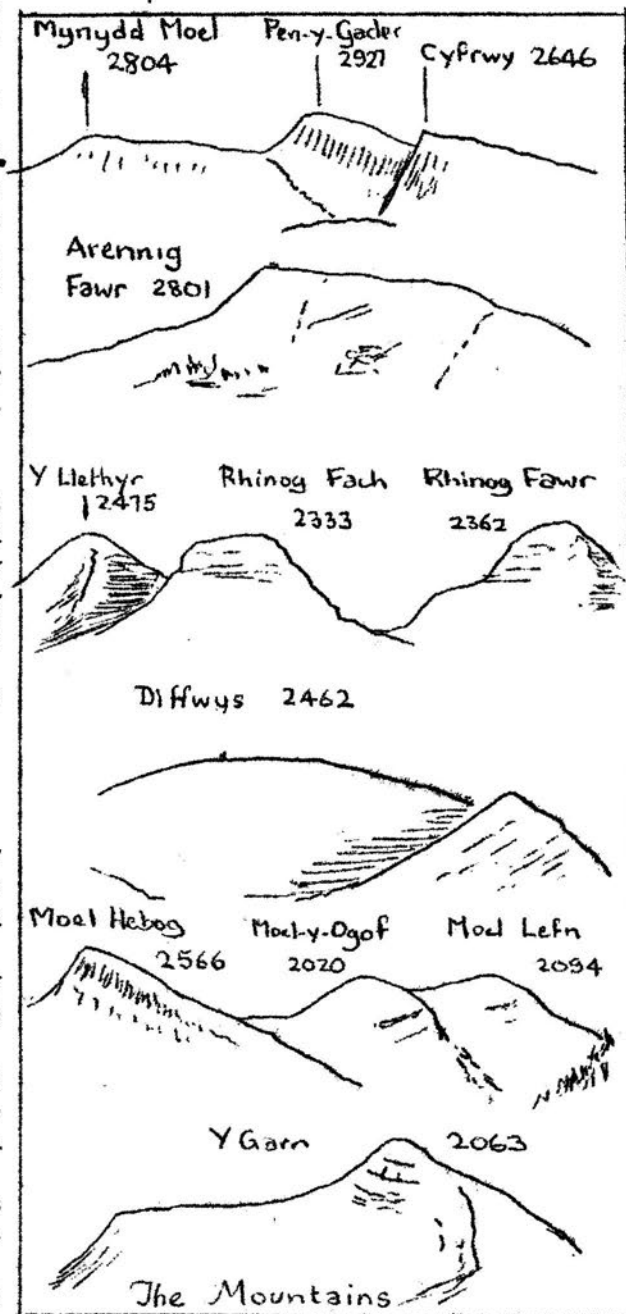 Mynydd Moel
2804
Pen-y-Gader
2927
Cyfrwy 2646
Arennig
Fawr 2801
Y Llethyr
2475
Rhinog Fach
2333
Rhinog Fawr
2362
Diffwys 2462
Moel Hebog
2566
Moel-y-Ogof
2020
Moel Lefn
2094
Y Garn 2063
The Mountains